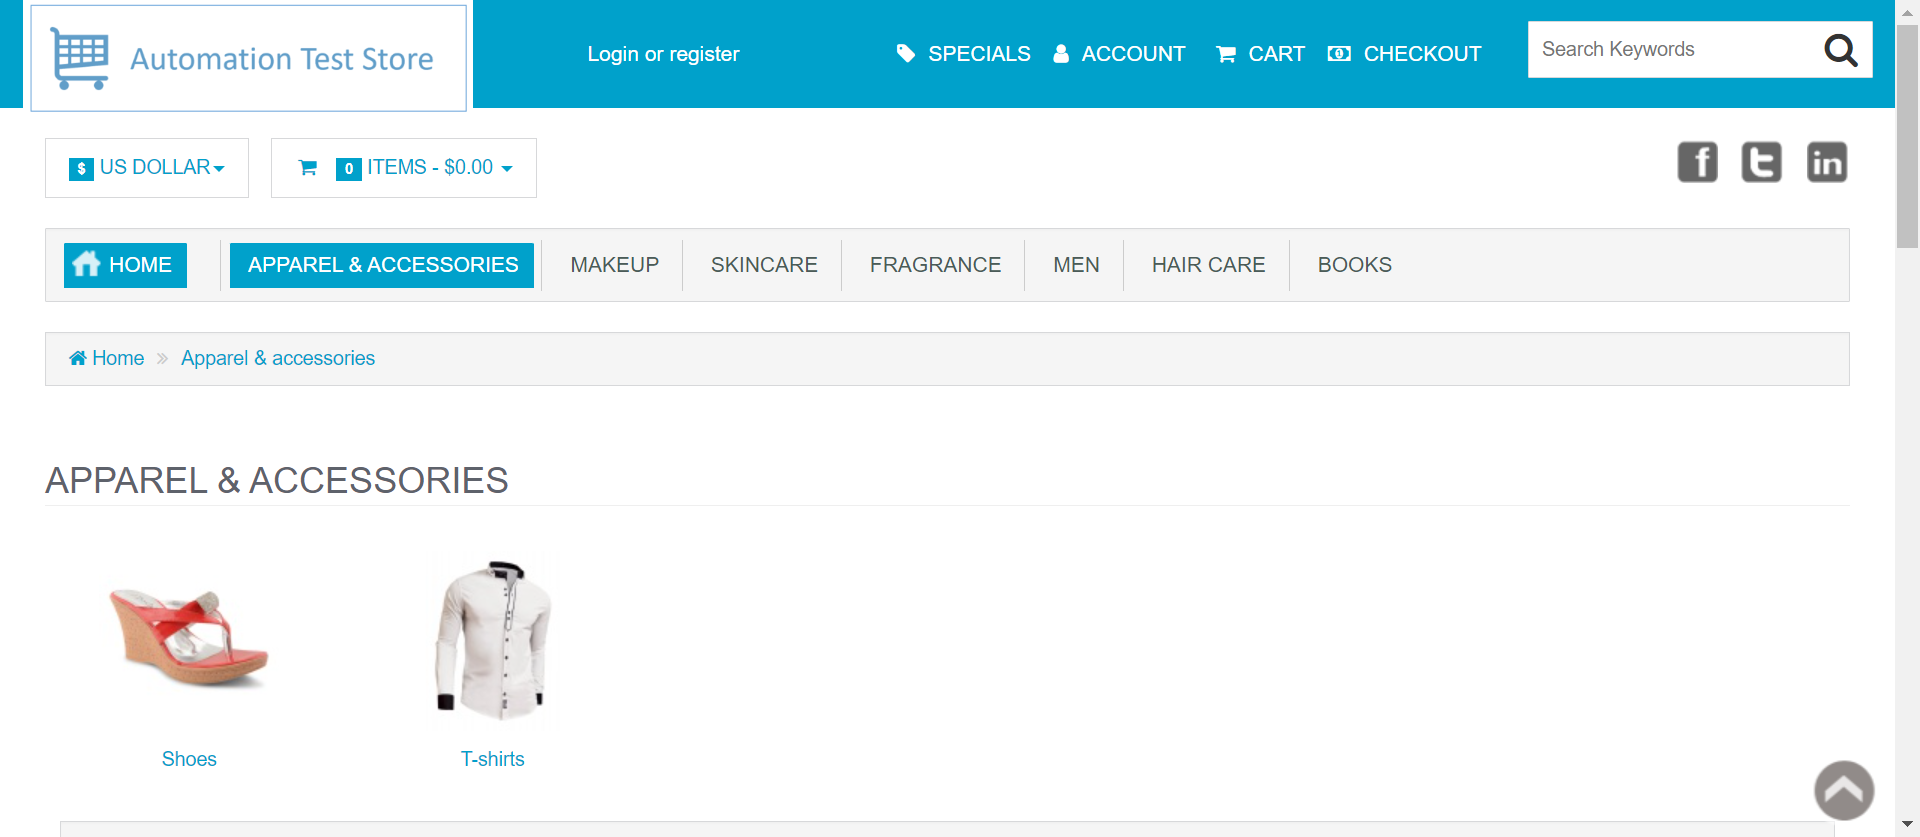 Automation Test Store
Login or register
SPECIALS ACCOUNT CART CHECKOUT
Search Keywords
$ US DOLLAR
0 ITEMS - $0.00
HOME APPAREL & ACCESSORIES MAKEUP SKINCARE FRAGRANCE MEN HAIR CARE BOOKS
Home » Apparel & accessories
APPAREL & ACCESSORIES
Shoes
T-shirts